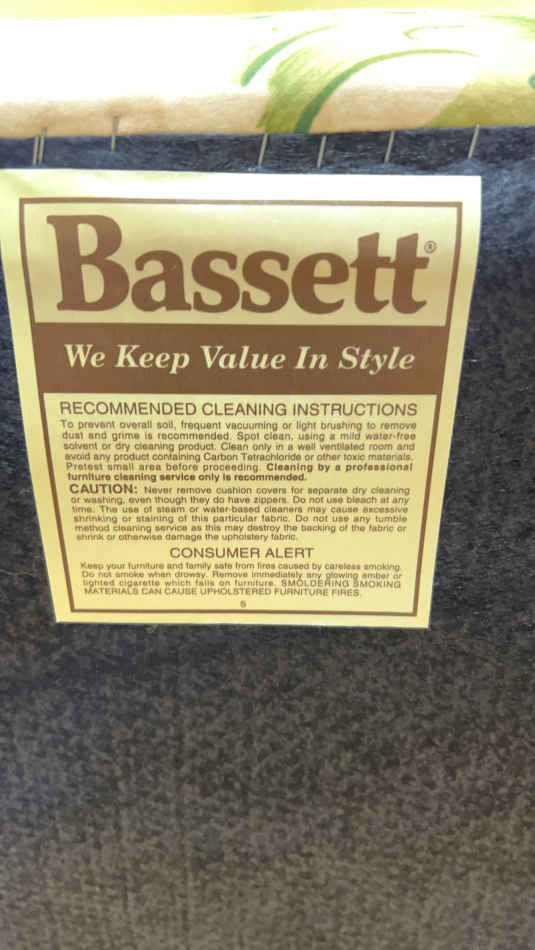 Bassett®
We Keep Value In Style
RECOMMENDED CLEANING INSTRUCTIONS
To prevent overall soil, frequent vacuuming or light brushing to remove
dust and grime is recommended. Spot clean, using a mild water-free
solvent or dry cleaning product. Clean only in a well ventilated room and
avoid any product containing Carbon Tetrachloride or other toxic materials.
Pretest small area before proceeding. Cleaning by a professional
furniture cleaning service only is recommended.
CAUTION: Never remove cushion covers for separate dry cleaning
or washing, even though they do have zippers. Do not use bleach at any
time. The use of steam or water-based cleaners may cause excessive
shrinking or staining of this particular fabric. Do not use any tumble
method cleaning service as this may destroy the backing of the fabric or
shrink or otherwise damage the upholstery fabric.
CONSUMER ALERT
Keep your furniture and family safe from fires caused by careless smoking.
Do not smoke when drowsy. Remove immediately any glowing amber or
lighted cigarette which falls on furniture. SMOLDERING SMOKING
MATERIALS CAN CAUSE UPHOLSTERED FURNITURE FIRES.
S